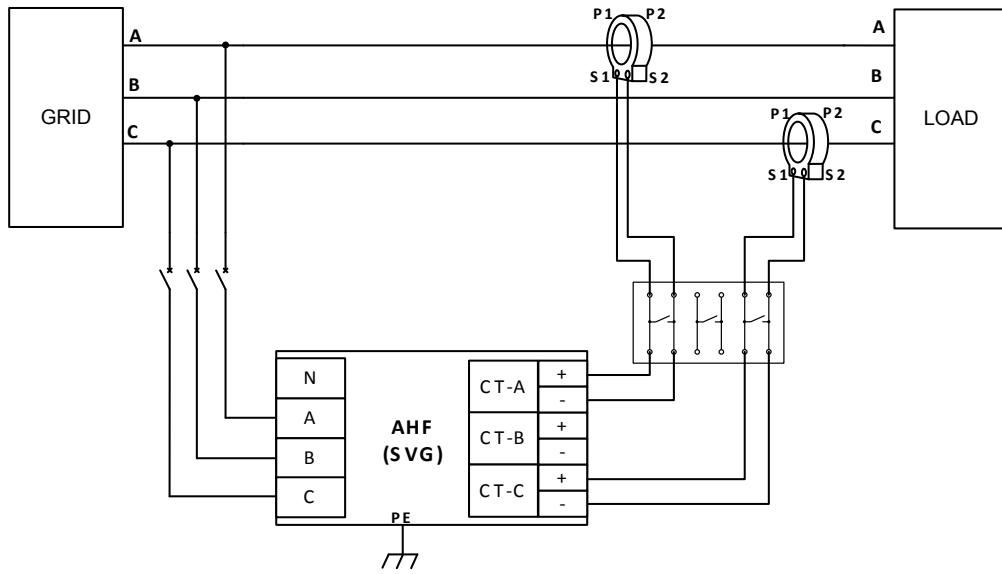 P1 P2
A
A
S1 S2
B
B
GRID
LOAD
P1 P2
C
C
S1 S2
N
CT-A
+
-
A
AHF
(SVG)
CT-B
+
-
B
C
CT-C
+
-
PE